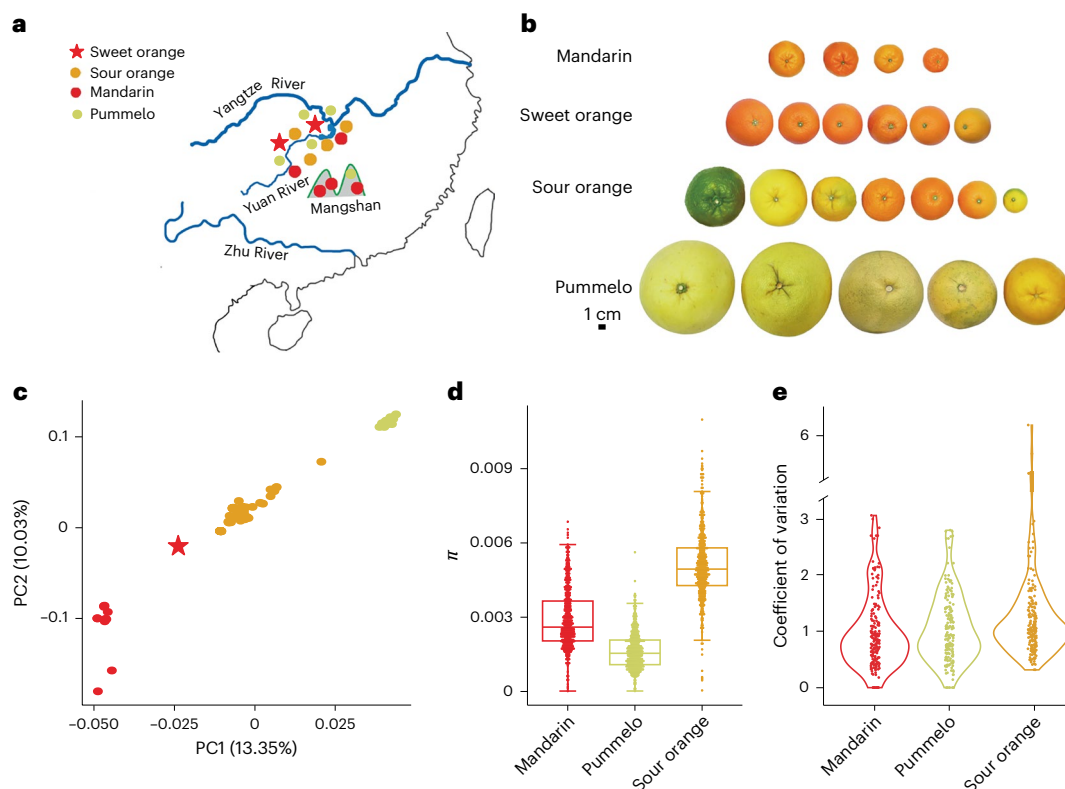 a
Sweet orange
Sour orange
Mandarin
Pummelo
Yangtze River
Yuan River
Mangshan
Zhu River
b
Mandarin
Sweet orange
Sour orange
Pummelo
1 cm
c
PC2 (10.03%)
0.1
0
−0.1
−0.050
−0.025
0
0.025
PC1 (13.35%)
d
π
0.009
0.006
0.003
0
Mandarin
Pummelo
Sour orange
e
Coefficient of variation
6
3
2
1
0
Mandarin
Pummelo
Sour orange